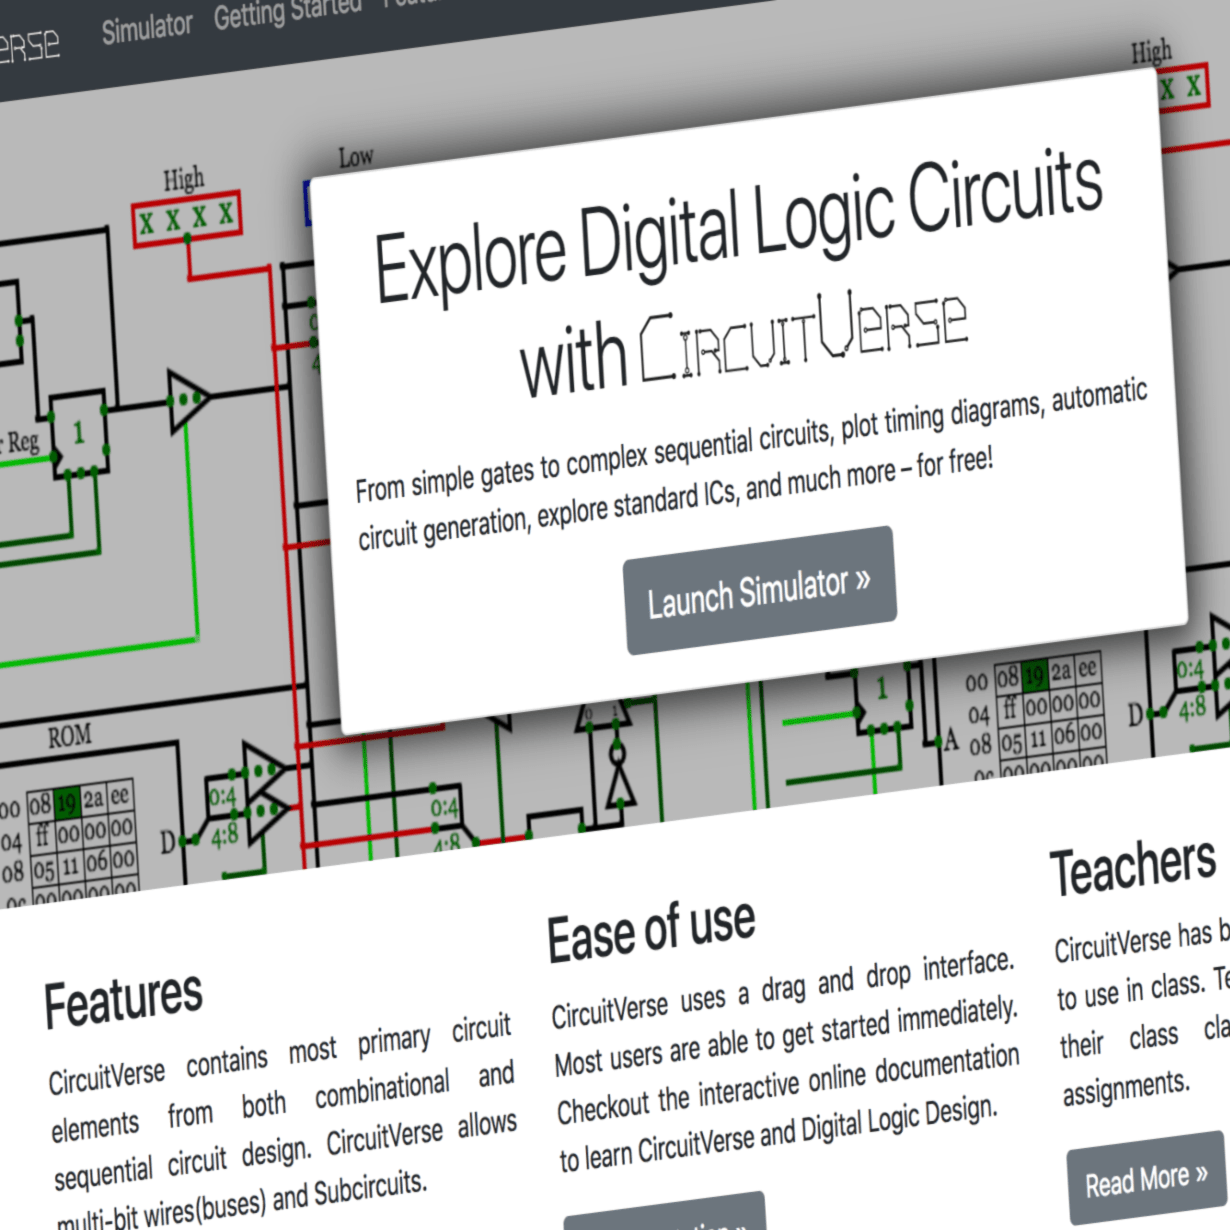 Simulator Getting Started
High
High
X X
Low
X X X X
Explore Digital Logic Circuits
with CircuitVerse
From simple gates to complex sequential circuits, plot timing diagrams, automatic
circuit generation, explore standard ICs, and much more – for free!
Launch Simulator »
Reg
1
ROM
00 08 19 2a ee
04 ff 00 00 00
08 05 11 06 00
D
0:4
4:8
0:4
4:8
0 1
1
A
00 08 19 2a ee
04 ff 00 00 00
08 05 11 06 00
D
0:4
4:8
Features
CircuitVerse contains most primary circuit
elements from both combinational and
sequential circuit design. CircuitVerse allows
multi-bit wires(buses) and Subcircuits.
Ease of use
CircuitVerse uses a drag and drop interface.
Most users are able to get started immediately.
Checkout the interactive online documentation
to learn CircuitVerse and Digital Logic Design.
Teachers
CircuitVerse has
to use in class.
their class
assignments.
Read More »